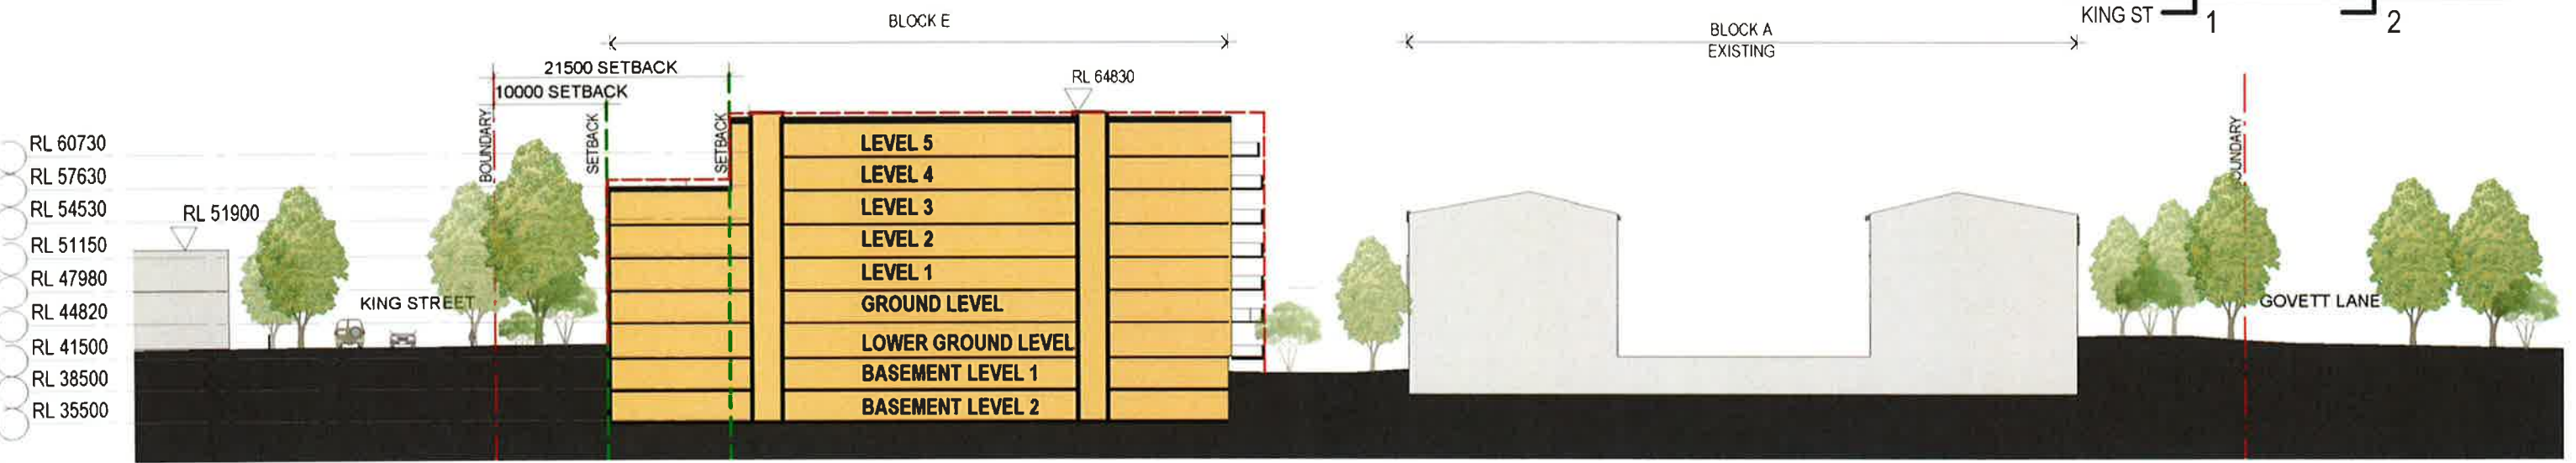 BLOCK E
BLOCK A
EXISTING
KING ST
1
2
21500 SETBACK
10000 SETBACK
RL 64830
BOUNDARY
SETBACK
SETBACK
RL 60730
RL 57630
RL 54530
RL 51150
RL 47980
RL 44820
RL 41500
RL 38500
RL 35500
RL 51900
KING STREET
LEVEL 5
LEVEL 4
LEVEL 3
LEVEL 2
LEVEL 1
GROUND LEVEL
LOWER GROUND LEVEL
BASEMENT LEVEL 1
BASEMENT LEVEL 2
OUNDARY
GOVETT LANE